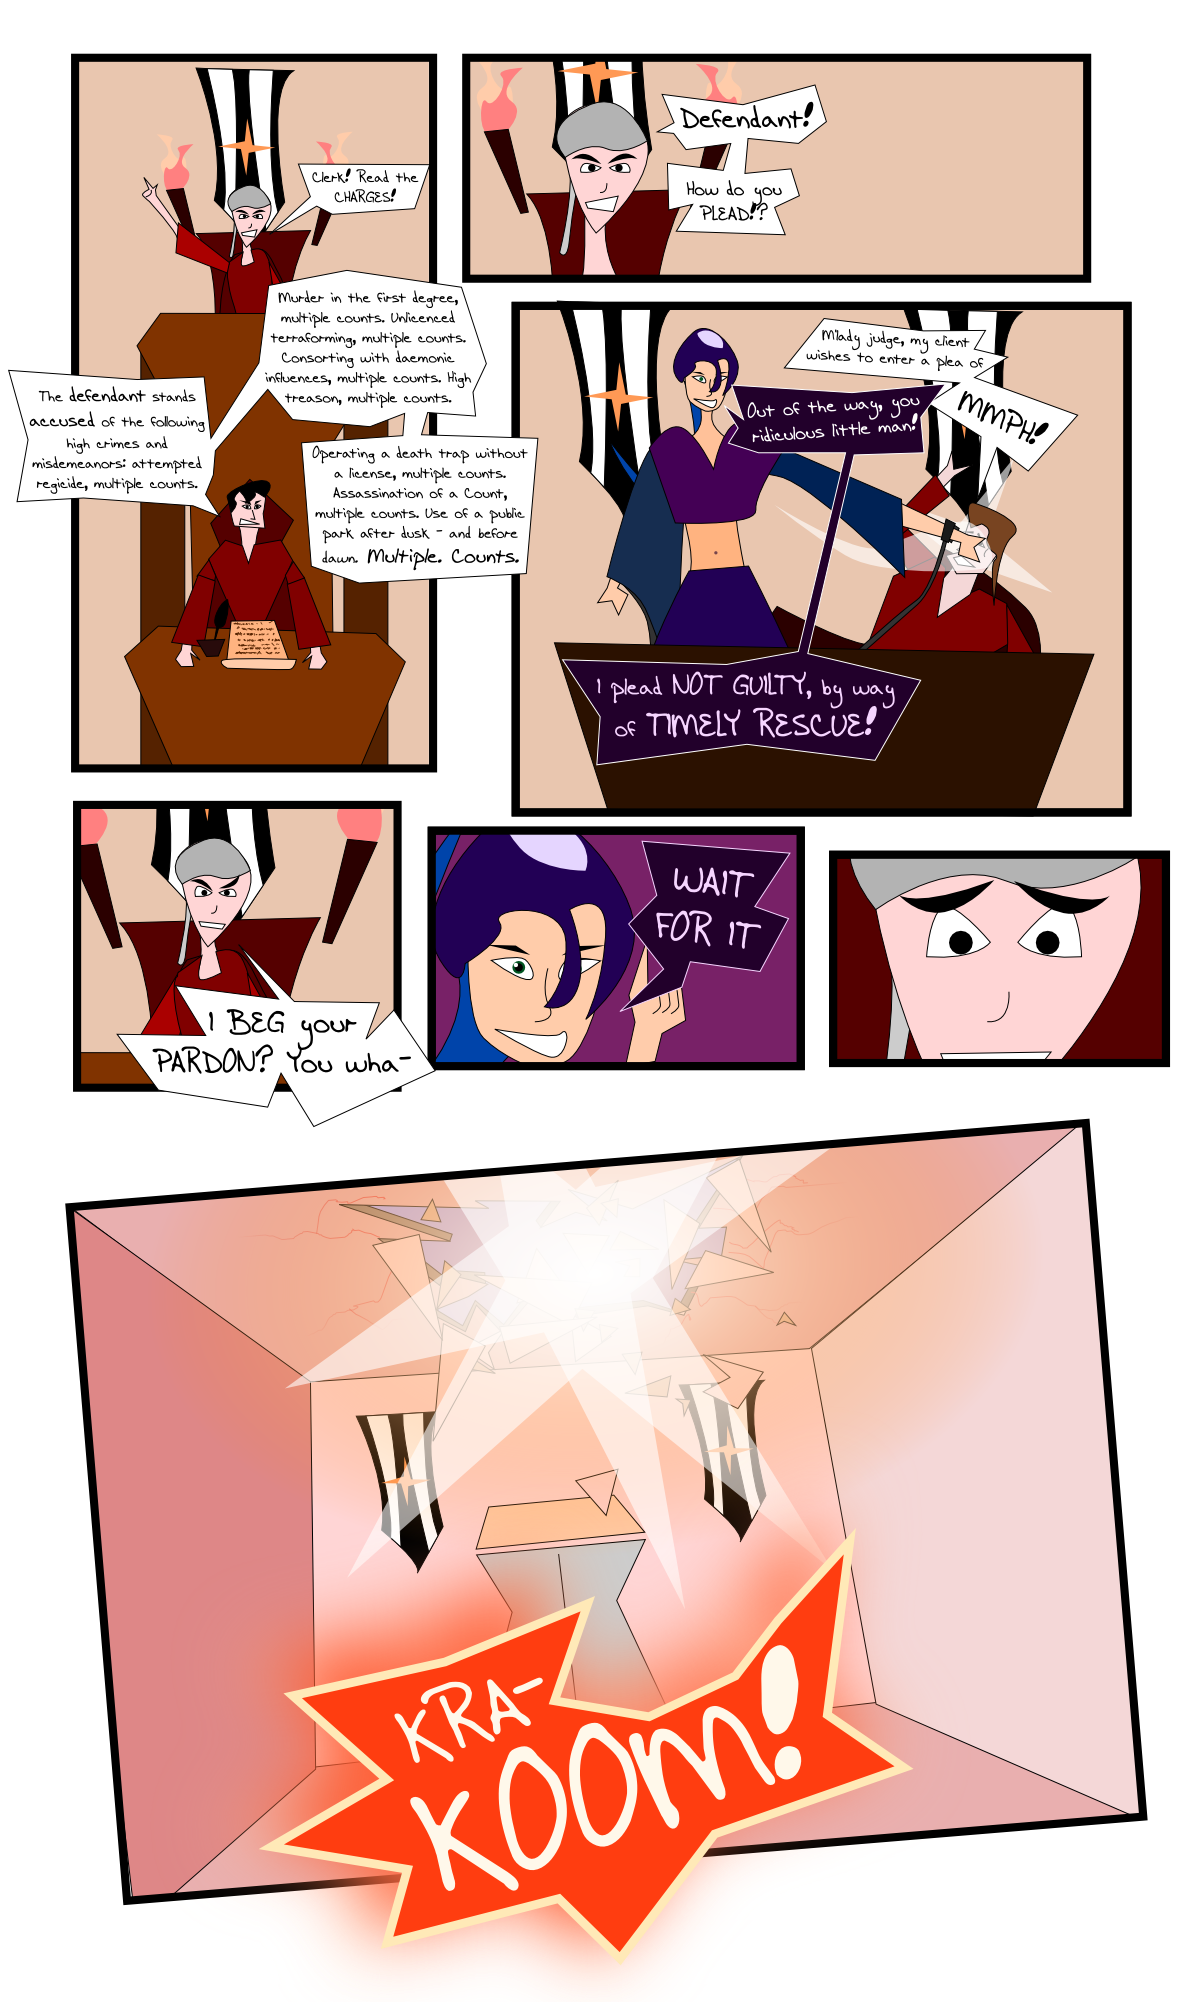 Clerk! Read the
CHARGES!
The defendant stands
accused of the following
high crimes and
misdemeanors: attempted
regicide, multiple counts.
Murder in the first degree,
multiple counts. Unlicenced
terraforming, multiple counts.
Consorting with daemonic
influences, multiple counts. High
treason, multiple counts.
Operating a death trap without
a license, multiple counts.
Assassination of a Count,
multiple counts. Use of a public
park after dusk - and before
dawn. Multiple. Counts.
Defendant!
How do you
PLEAD!?
M'lady judge, my client
wishes to enter a plea of
MMPH!
Out of the way, you
ridiculous little man!
I plead NOT GUILTY, by way
of TIMELY RESCUE!
I BEG your
PARDON? You wha-
WAIT
FOR IT
KRA-
KOOM!